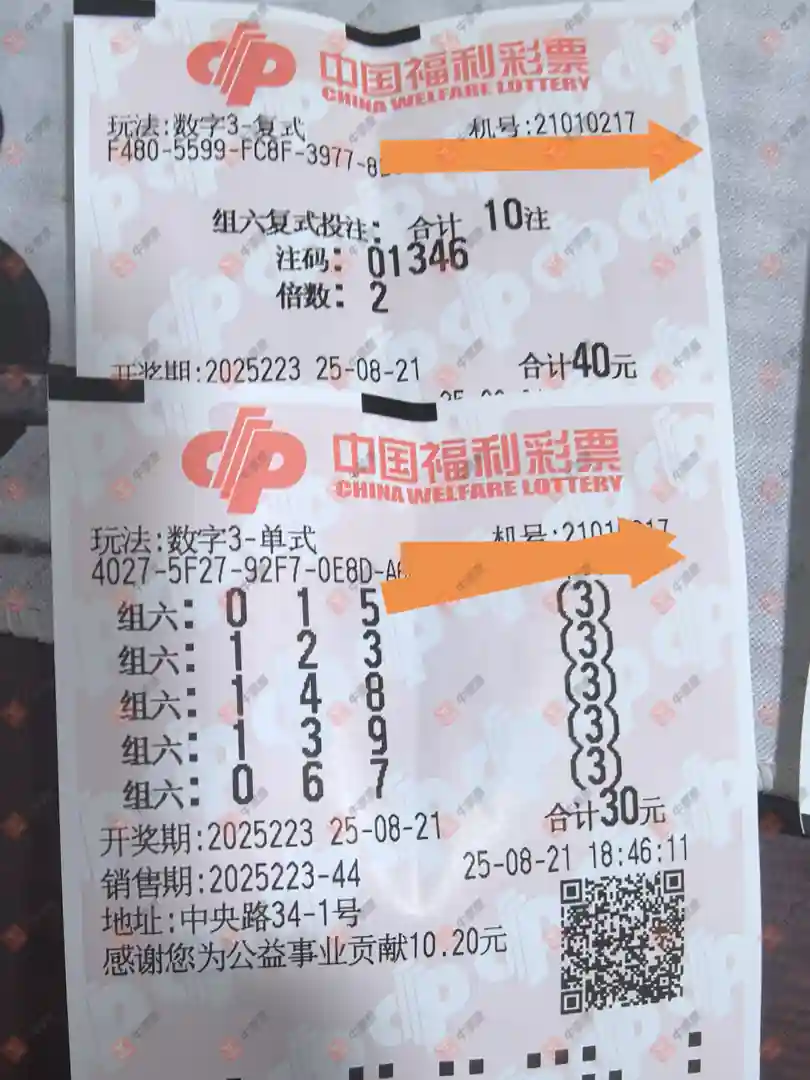 中国福利彩票
CHINA WELFARE LOTTERY
玩法:数字3-复式 机号:21010217
F480-5599-FC8F-3977-8
组六复式投注: 合计 10注
注码: 01346
倍数: 2
开奖期:2025223 25-08-21 合计40元
中国福利彩票
CHINA WELFARE LOTTERY
玩法:数字3-单式 机号:21010217
4027-5F27-92F7-0E8D-A
组六: 0 1 5 (3)
组六: 1 2 3 (3)
组六: 1 4 8 (3)
组六: 1 3 9 (3)
组六: 0 6 7 (3)
合计30元
开奖期:2025223 25-08-21
销售期:2025223-44 25-08-21 18:46:11
地址:中央路34-1号
感谢您为公益事业贡献10.20元